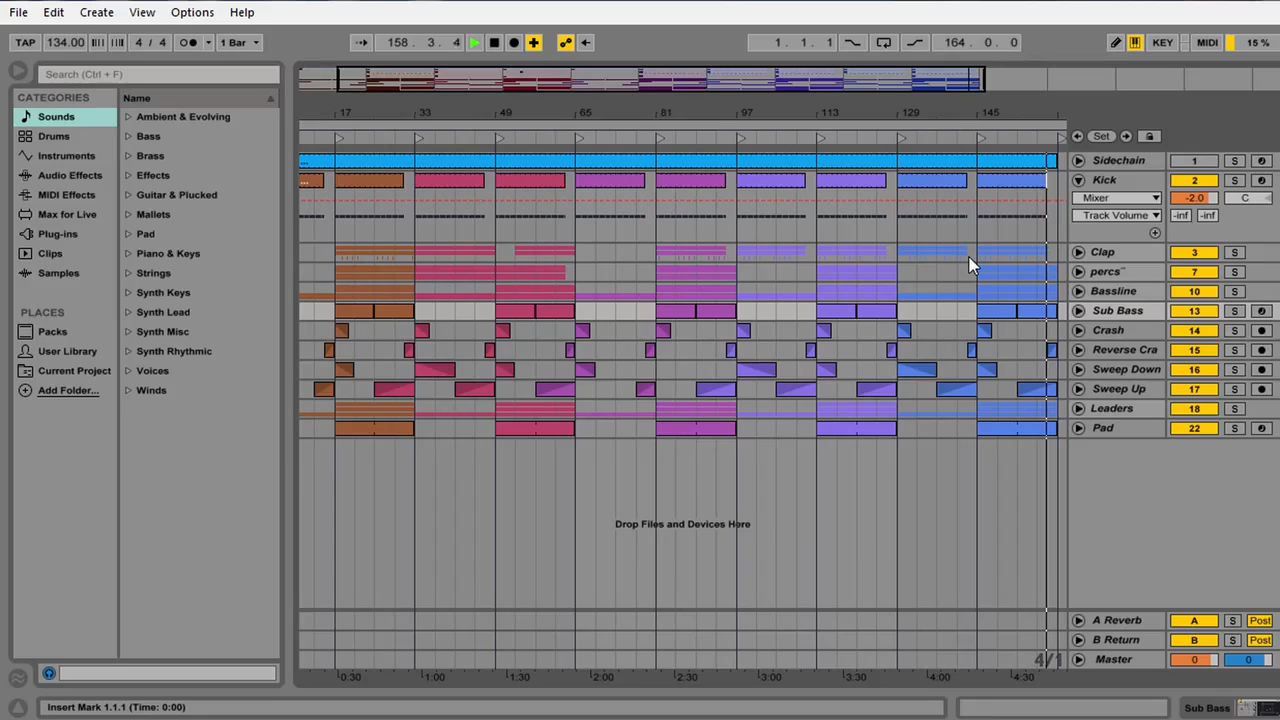 File Edit Create View Options Help
TAP 134.00 4 / 4 1 Bar 158. 3. 4 1. 1. 1 164. 0. 0 KEY MIDI 15 %
Search (Ctrl + F)
CATEGORIES
Sounds
Drums
Instruments
Audio Effects
MIDI Effects
Max for Live
Plug-ins
Clips
Samples
PLACES
Packs
User Library
Current Project
Add Folder...
Name
Ambient & Evolving
Bass
Brass
Effects
Guitar & Plucked
Mallets
Pad
Piano & Keys
Strings
Synth Keys
Synth Lead
Synth Misc
Synth Rhythmic
Voices
Winds
17 33 49 65 81 97 113 129 145
Set
Sidechain 1 S
Kick 2 S
Mixer -2.0 C
Track Volume -inf -inf
Clap 3 S
percs 7 S
Bassline 10 S
Sub Bass 13 S
Crash 14 S
Reverse Cra 15 S
Sweep Down 16 S
Sweep Up 17 S
Leaders 18 S
Pad 22 S
Drop Files and Devices Here
A Reverb A S Post
B Return B S Post
4/1
Master 0 0
0:30 1:00 1:30 2:00 2:30 3:00 3:30 4:00 4:30
Insert Mark 1.1.1 (Time: 0:00)
Sub Bass